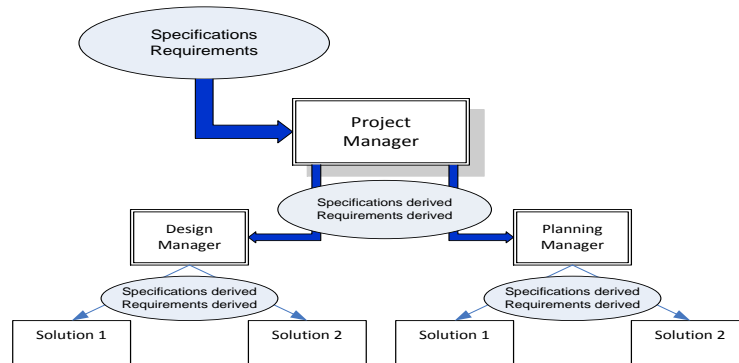 Specifications
Requirements
Project
Manager
Specifications derived
Requirements derived
Design
Manager
Planning
Manager
Specifications derived
Requirements derived
Specifications derived
Requirements derived
Solution 1
Solution 2
Solution 1
Solution 2